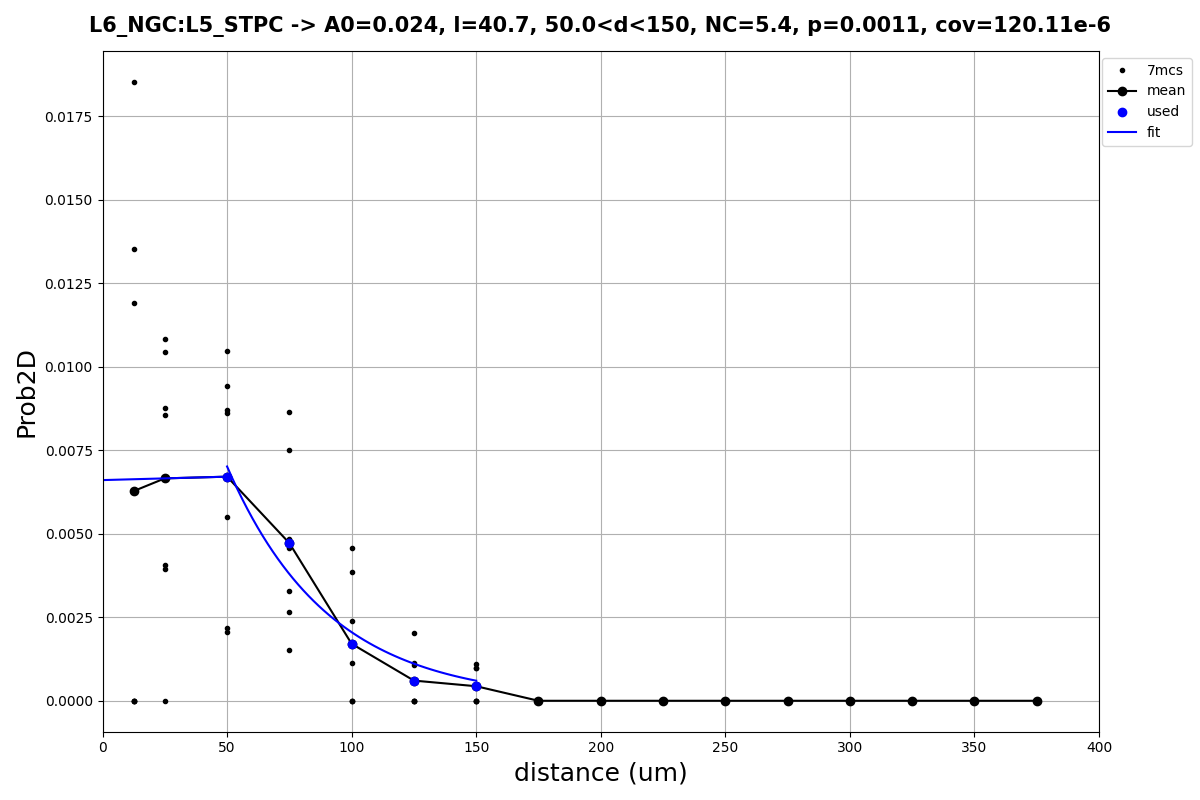 L6_NGC:L5_STPC -> A0=0.024, l=40.7, 50.0<d<150, NC=5.4, p=0.0011, cov=120.11e-6
7mcs
mean
used
fit
Prob2D
0.0175
0.0150
0.0125
0.0100
0.0075
0.0050
0.0025
0.0000
0 50 100 150 200 250 300 350 400
distance (um)